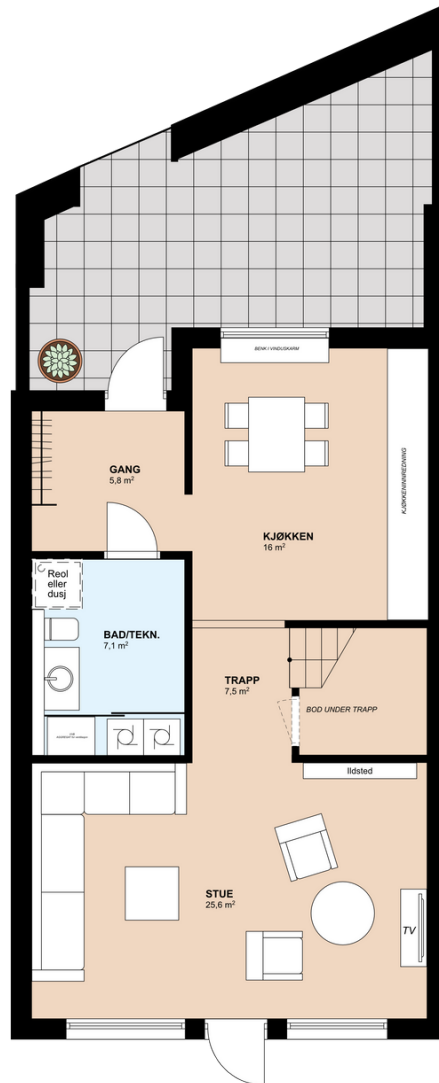 BENK I VINDUSKARM
GANG
5,8 m²
KJØKKENINNREDNING
KJØKKEN
16 m²
Reol
eller
dusj
BAD/TEKN.
7,1 m²
TRAPP
7,5 m²
BOD UNDER TRAPP
Ildsted
STUE
25,6 m²
TV